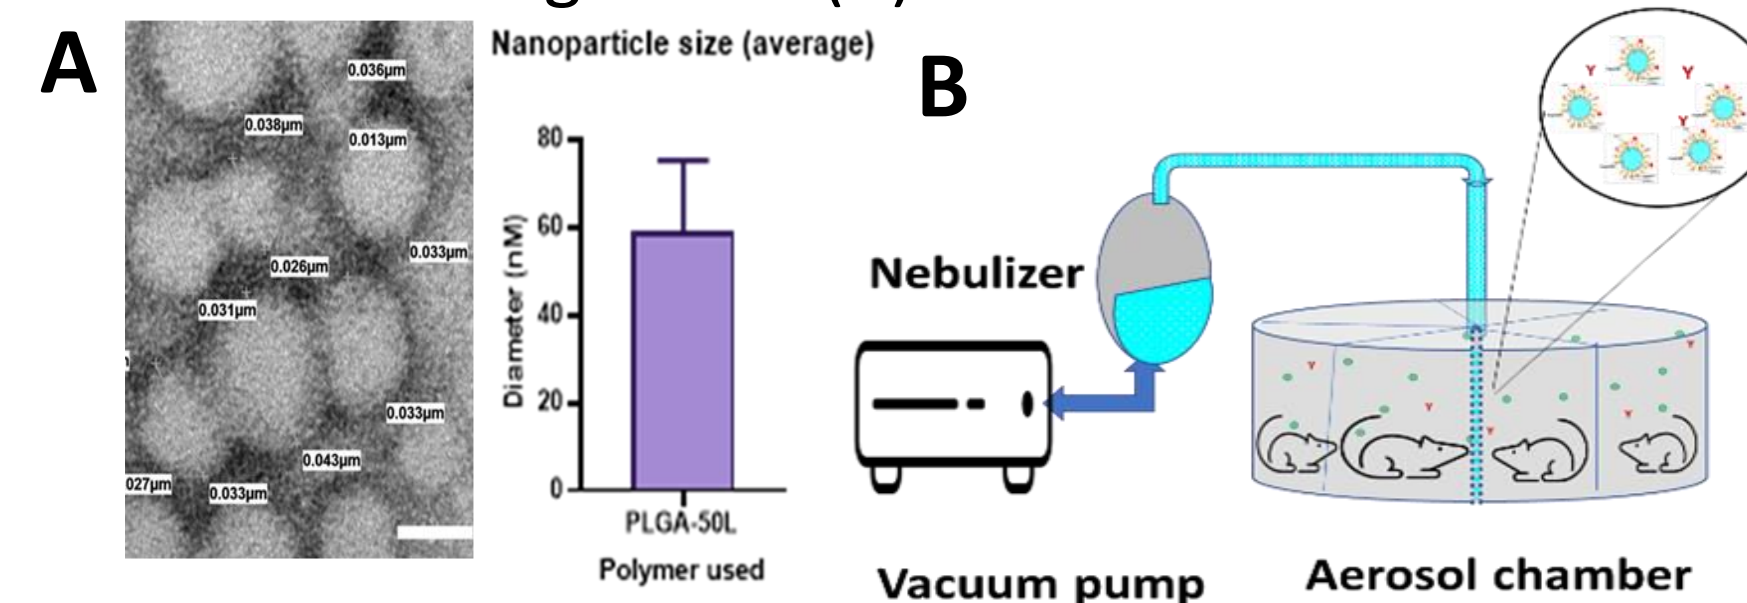 A
0.036µm
0.038µm
0.013µm
0.033µm
0.026µm
0.031µm
0.033µm
0.043µm
027µm
0.033µm
Nanoparticle size (average)
Diameter (nM)
80
60
40
20
0
PLGA-50L
Polymer used
B
Nebulizer
Vacuum pump
Aerosol chamber
Y
Y
Y
Y
Y
Y
Y
Y